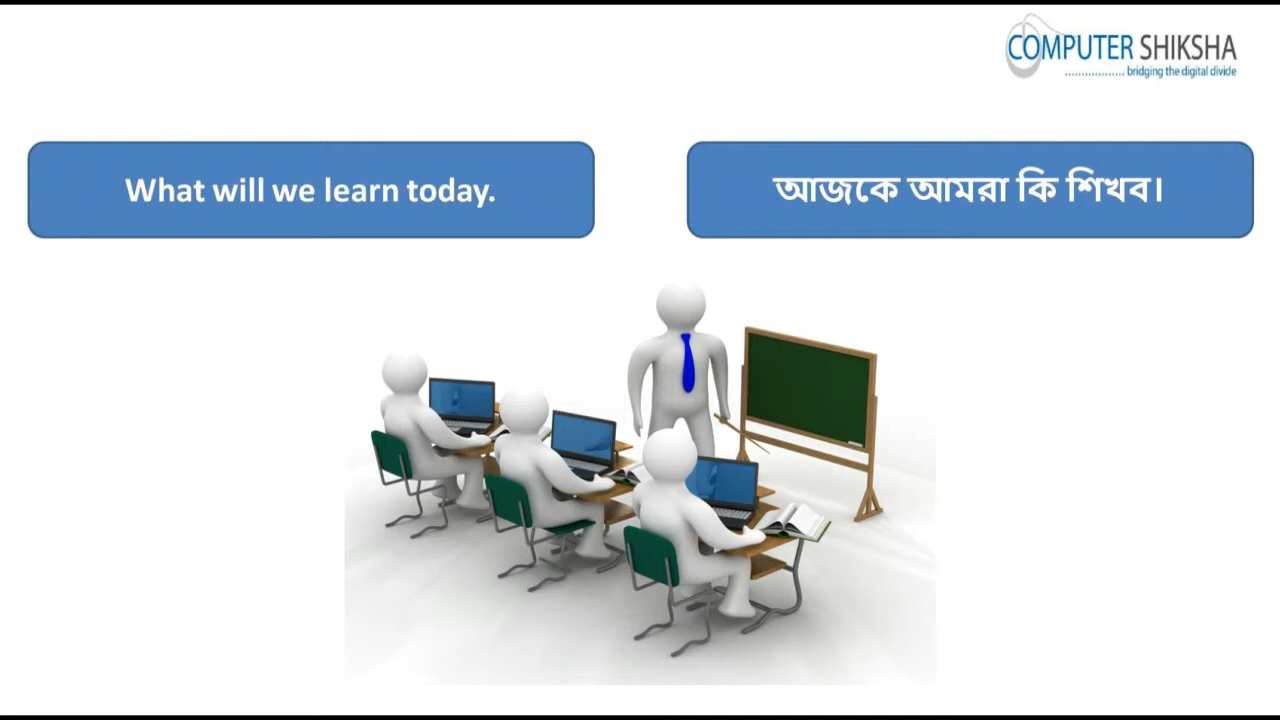 COMPUTER SHIKSHA
.................. bridging the digital divide
What will we learn today.
আজকে আমরা কি শিখব।